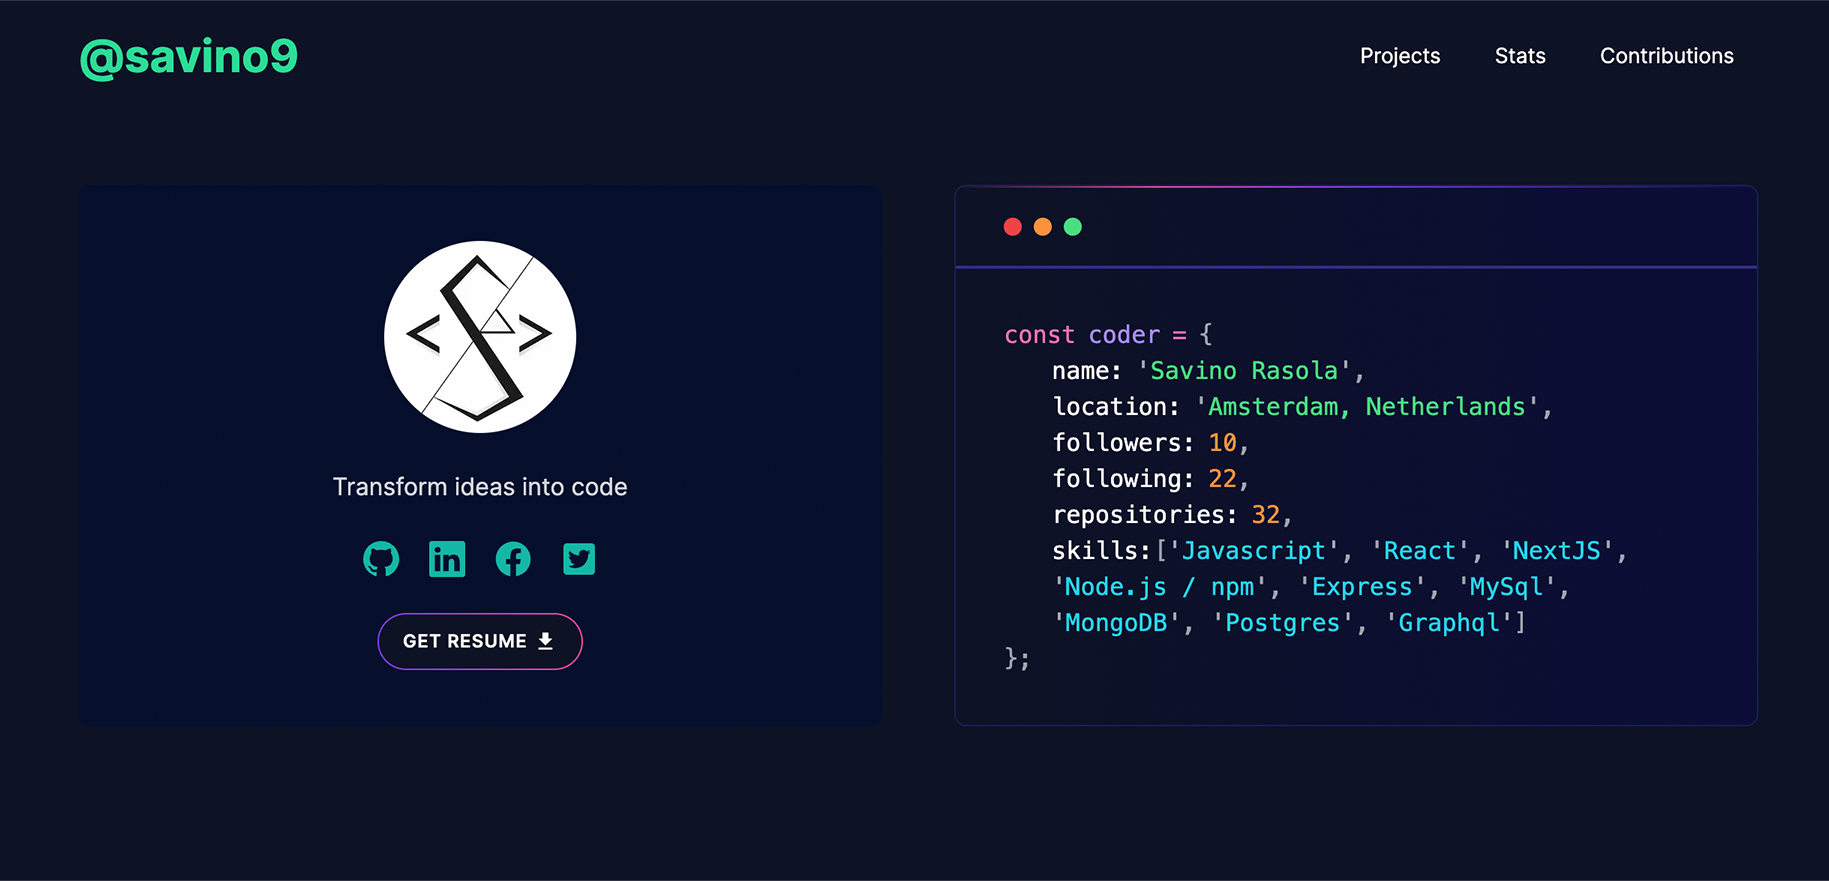 @savino9
Projects
Stats
Contributions
Transform ideas into code
GET RESUME
const coder = {
name: 'Savino Rasola',
location: 'Amsterdam, Netherlands',
followers: 10,
following: 22,
repositories: 32,
skills:['Javascript', 'React', 'NextJS',
'Node.js / npm', 'Express', 'MySql',
'MongoDB', 'Postgres', 'Graphql']
};